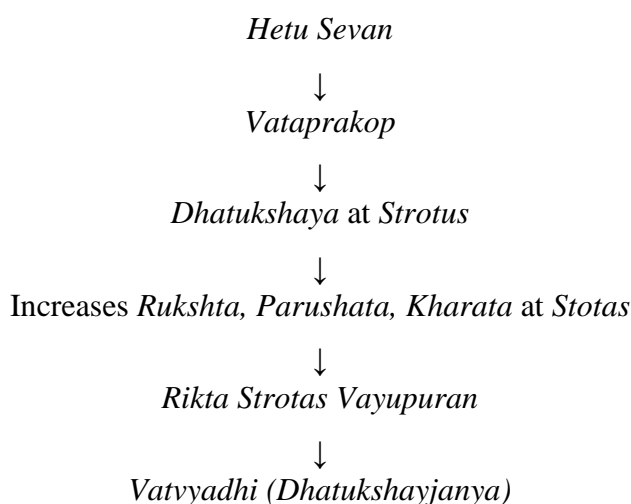 Hetu Sevan
↓
Vataprakop
↓
Dhatukshaya at Strotus
↓
Increases Rukshta, Parushata, Kharata at Stotas
↓
Rikta Strotas Vayupuran
↓
Vatvyadhi (Dhatukshayjanya)